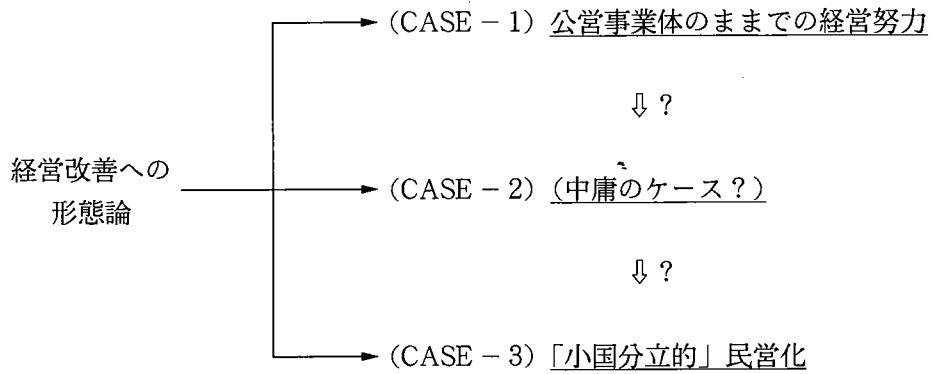 (CASE－1) 公営事業体のままでの経営努力
⇩ ?
経営改善への
形態論
(CASE－2) (中庸のケース？)
⇩ ?
(CASE－3) 「小国分立的」民営化